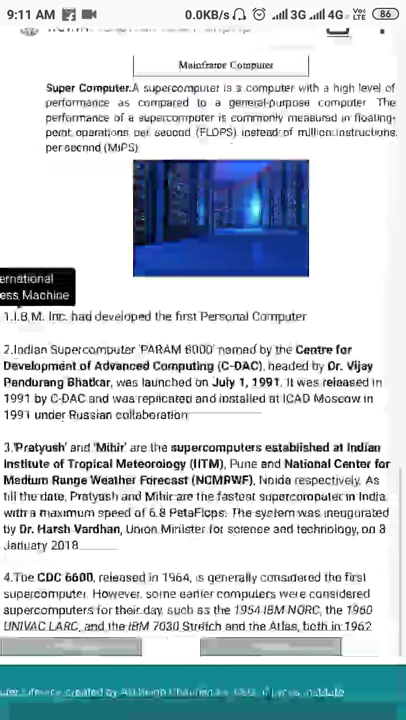 9:11 AM
0.0KB/s
3G
4G
VoLTE
86
Mainframe Computer
Super Computer.A supercomputer is a computer with a high level of
performance as compared to a general-purpose computer The
performance of a supercomputer is commonly measured in floating-
point operations per second (FLOPS) instead of million instructions
per second (MIPS)
ernational
ess Machine
1.I.B.M. Inc. had developed the first Personal Computer
2.Indian Supercomputer 'PARAM 8000' named by the Centre for
Development of Advanced Computing (C-DAC), headed by Dr. Vijay
Pandurang Bhatkar, was launched on July 1, 1991. It was released in
1991 by C-DAC and was replicated and installed at ICAD Moscow in
1991 under Russian collaboration
3.'Pratyush' and 'Mihir' are the supercomputers established at Indian
Institute of Tropical Meteorology (IITM), Pune and National Center for
Medium Range Weather Forecast (NCMRWF), Noida respectively. As
till the date, Pratyush and Mihir are the fastest supercomputer in India
with a maximum speed of 6.8 PetaFlops. The system was inaugurated
by Dr. Harsh Vardhan, Union Minister for science and technology, on 8
January 2018
4.The CDC 6600, released in 1964, is generally considered the first
supercomputer. However, some earlier computers were considered
supercomputers for their day, such as the 1954 IBM NORC, the 1960
UNIVAC LARC, and the IBM 7030 Stretch and the Atlas, both in 1962
created by